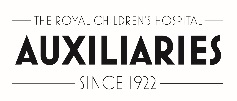 THE ROYAL CHILDREN'S HOSPITAL
AUXILIARIES
SINCE 1922